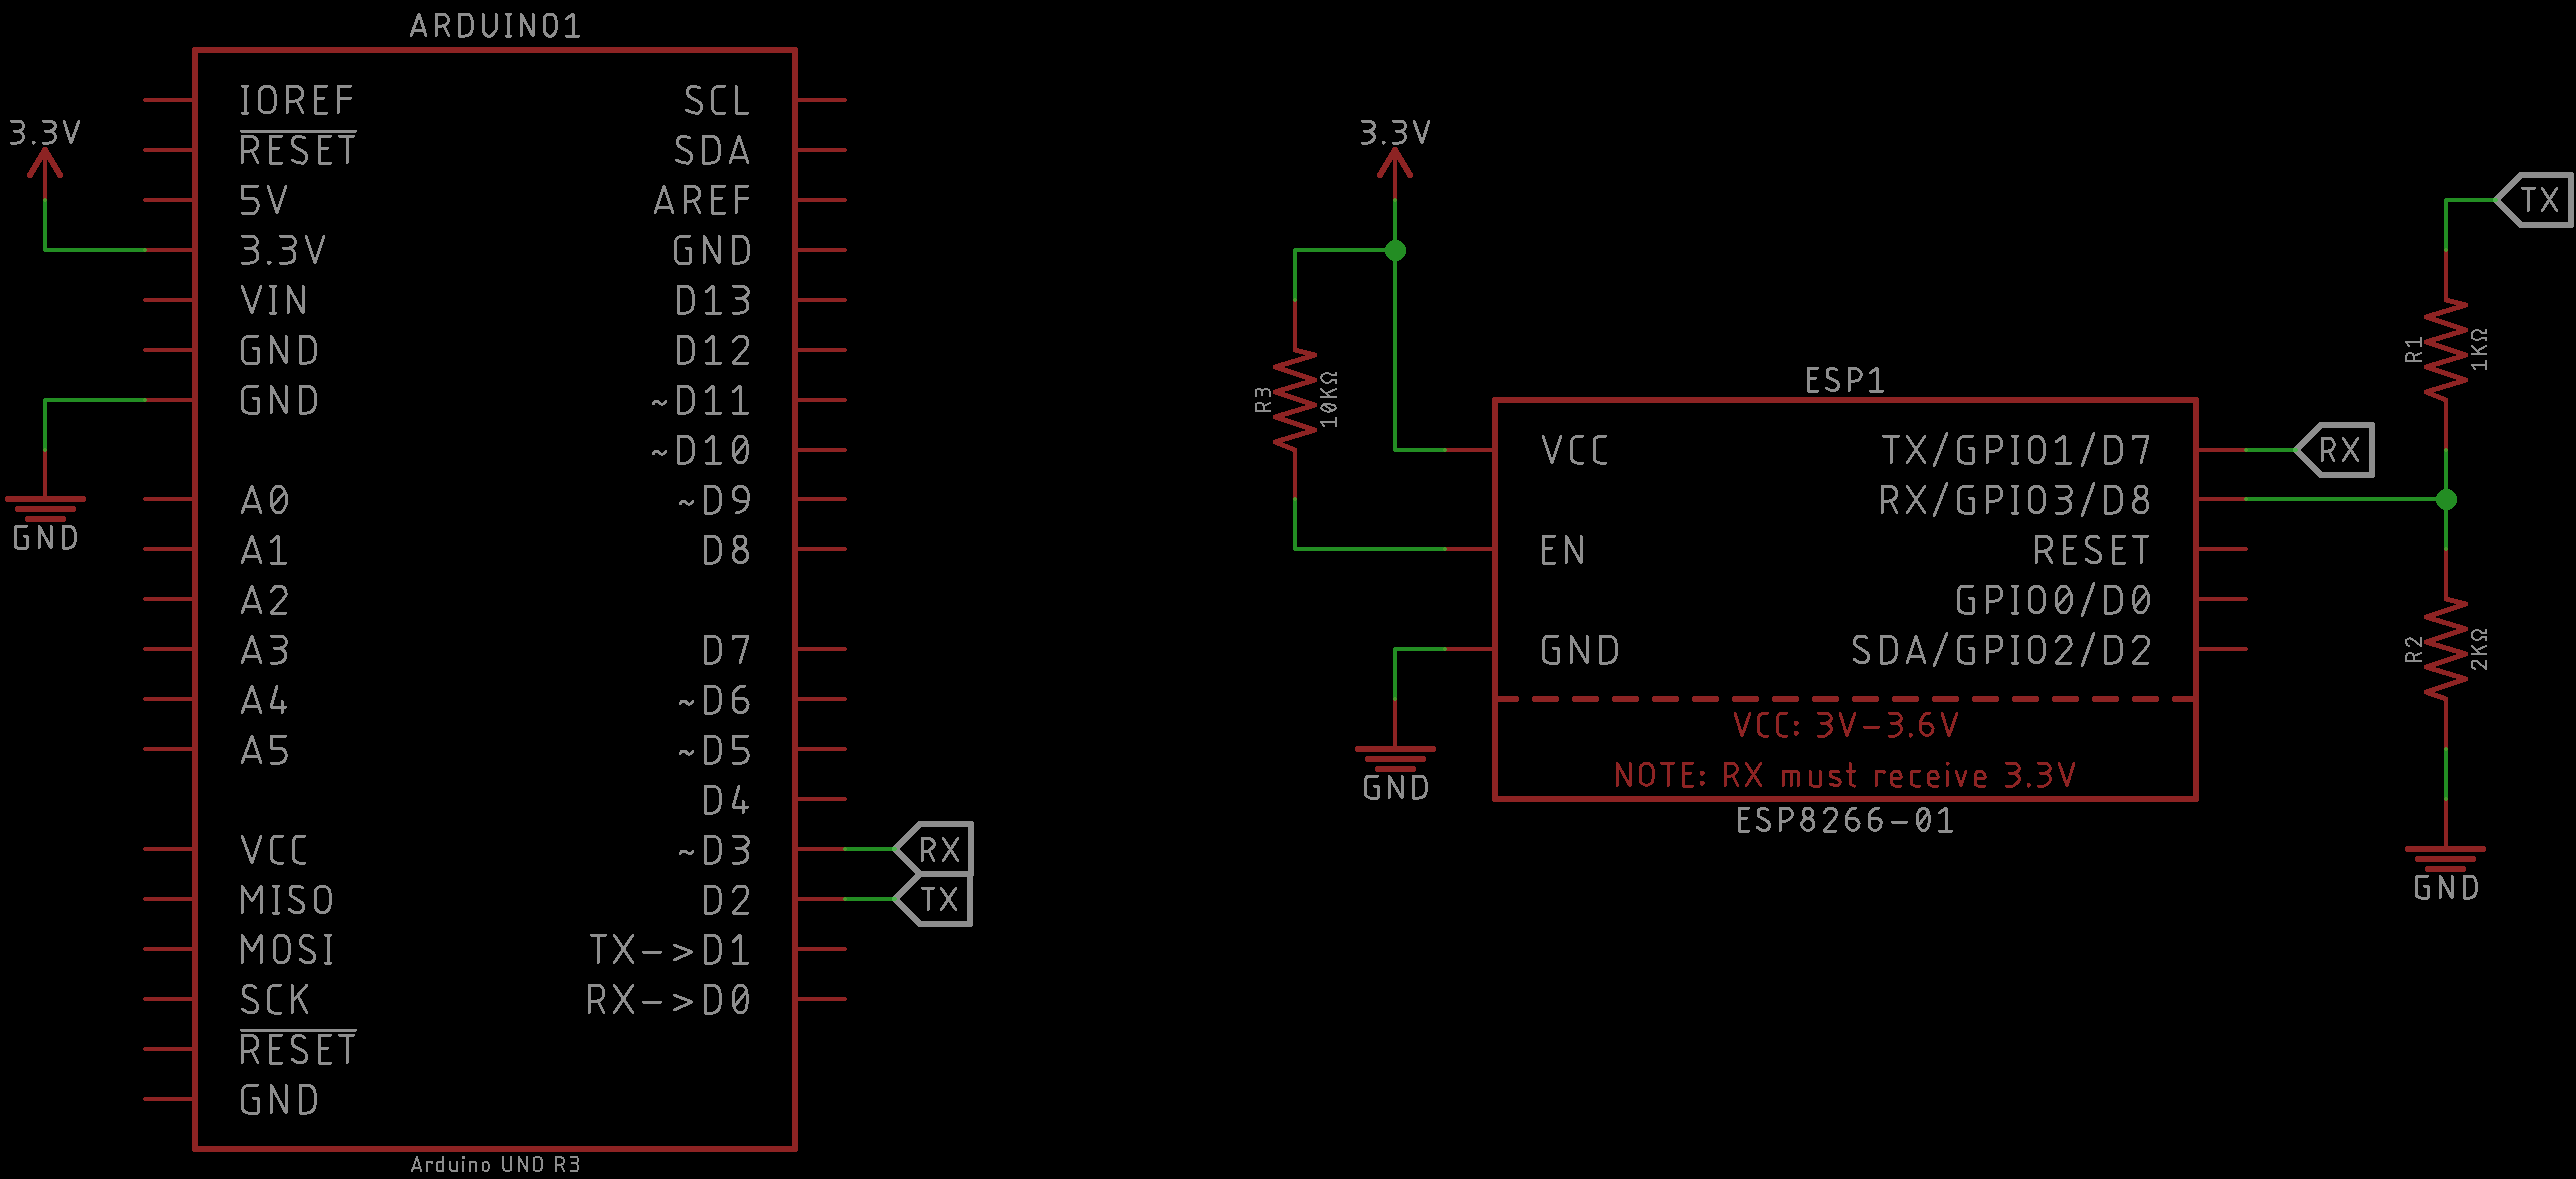 ARDUINO1
IOREF
RESET
5V
3.3V
VIN
GND
GND
A0
A1
A2
A3
A4
A5
VCC
MISO
MOSI
SCK
RESET
GND
SCL
SDA
AREF
GND
D13
D12
~D11
~D10
~D9
D8
D7
~D6
~D5
D4
~D3
D2
TX->D1
RX->D0
Arduino UNO R3
3.3V
GND
RX
TX
3.3V
R3
10KΩ
GND
ESP1
VCC
EN
GND
TX/GPIO1/D7
RX/GPIO3/D8
RESET
GPIO0/D0
SDA/GPIO2/D2
VCC: 3V-3.6V
NOTE: RX must receive 3.3V
ESP8266-01
RX
TX
R1
1KΩ
R2
2KΩ
GND